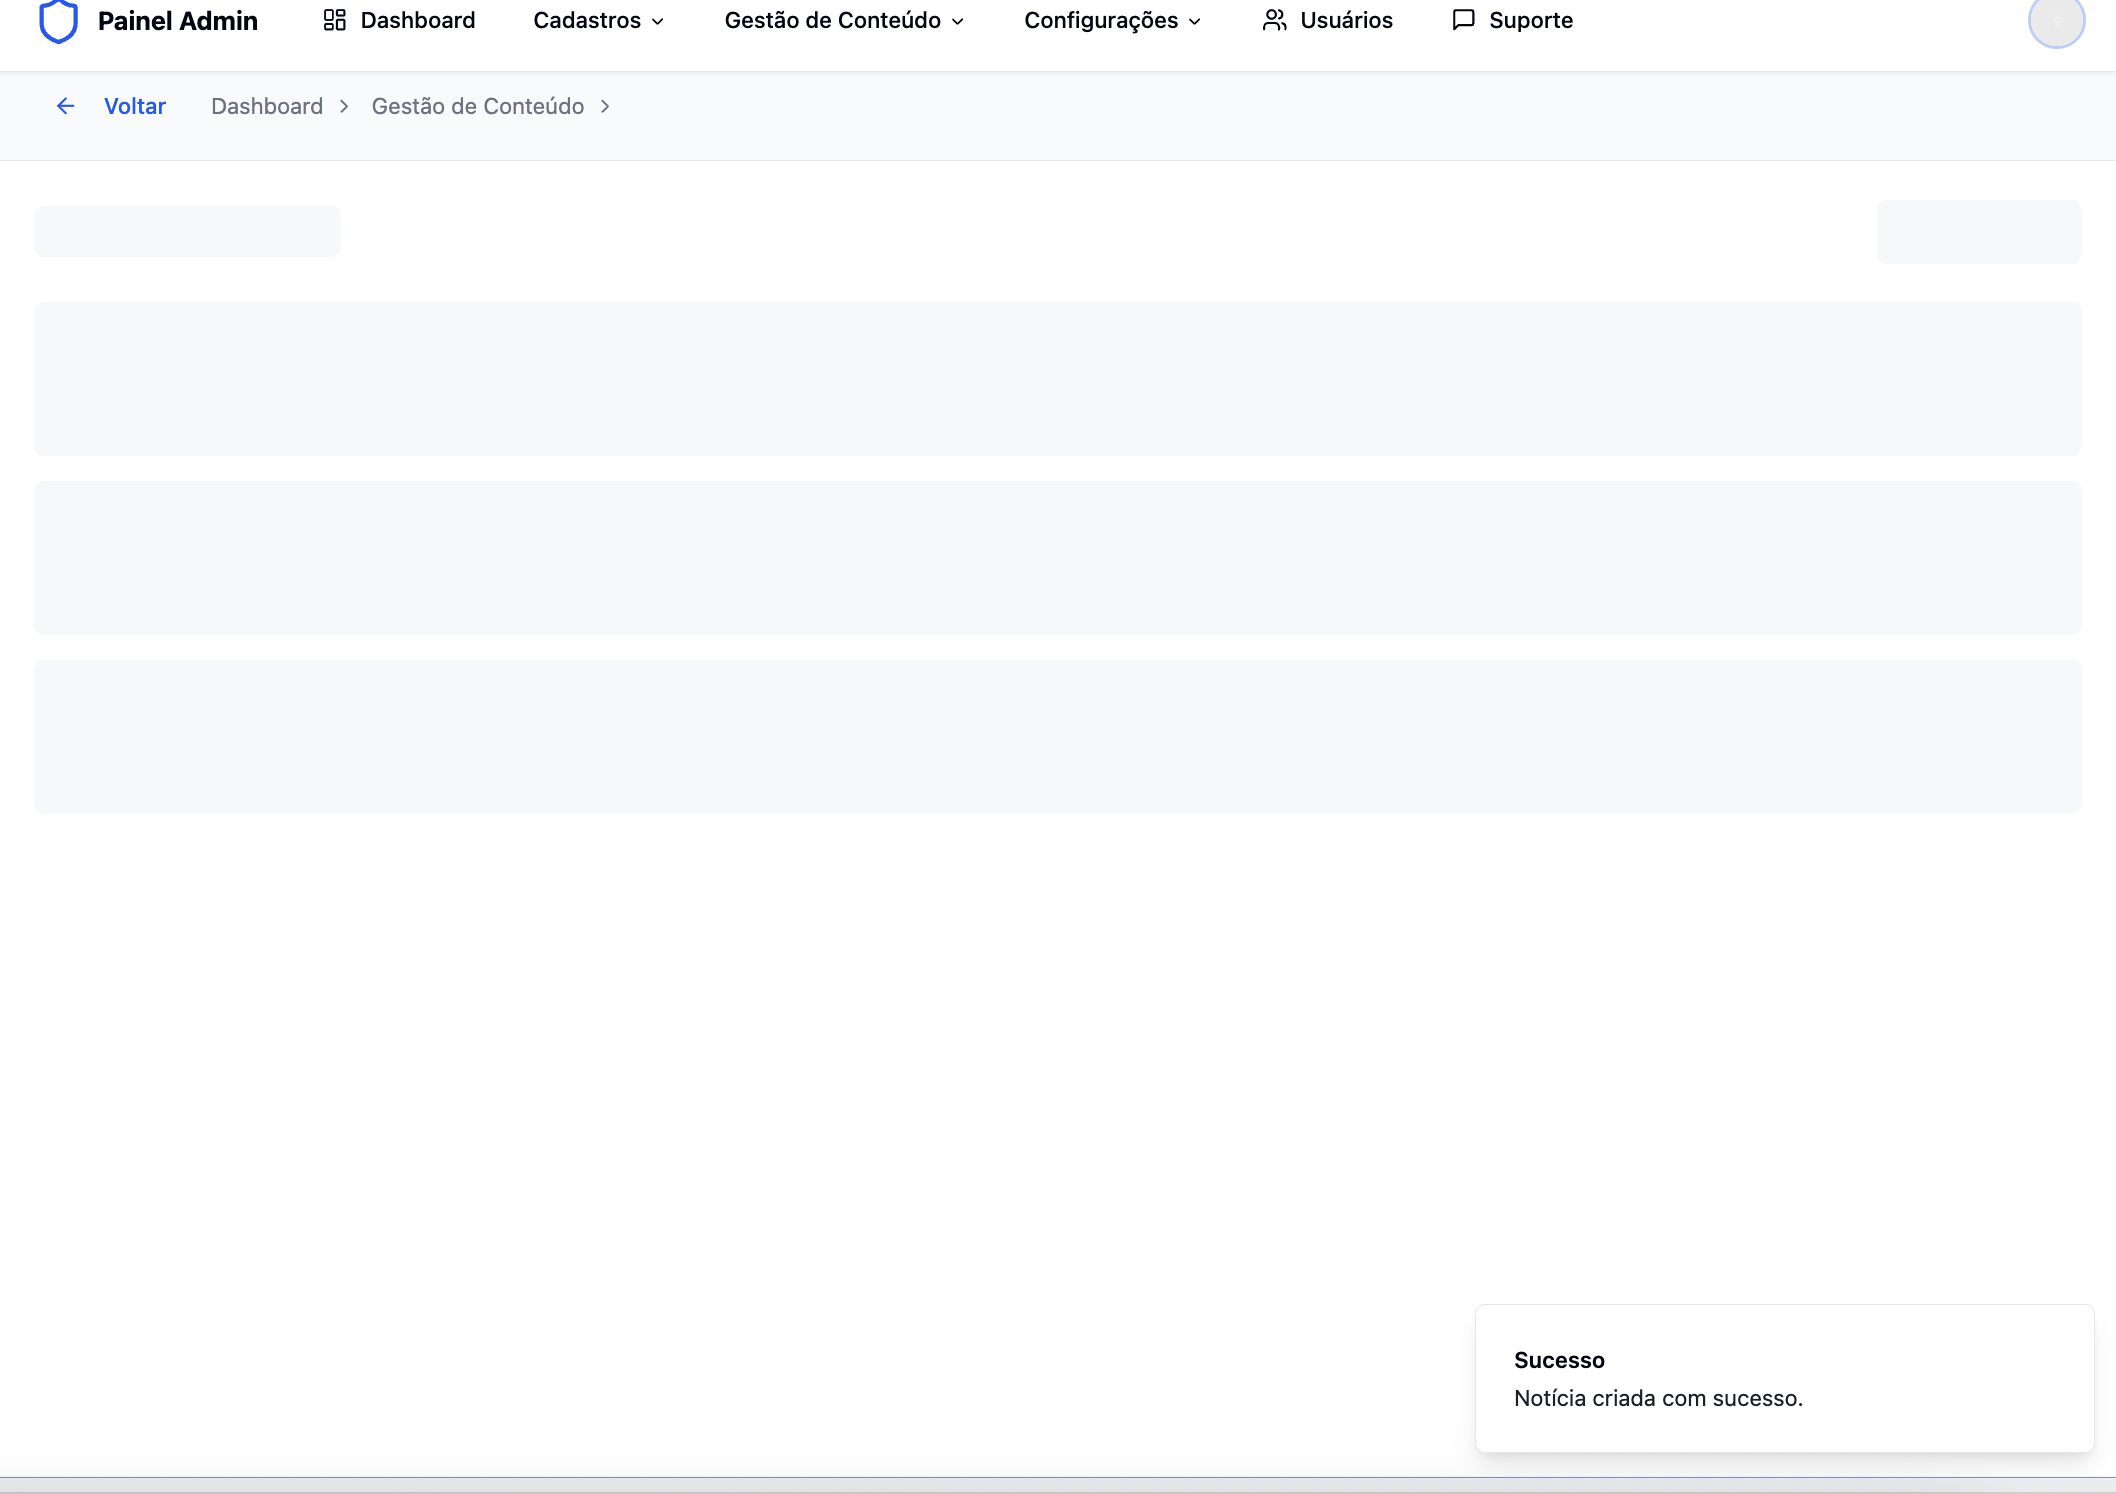 Painel Admin Dashboard Cadastros Gestão de Conteúdo Configurações Usuários Suporte
Voltar Dashboard Gestão de Conteúdo
Sucesso
Notícia criada com sucesso.